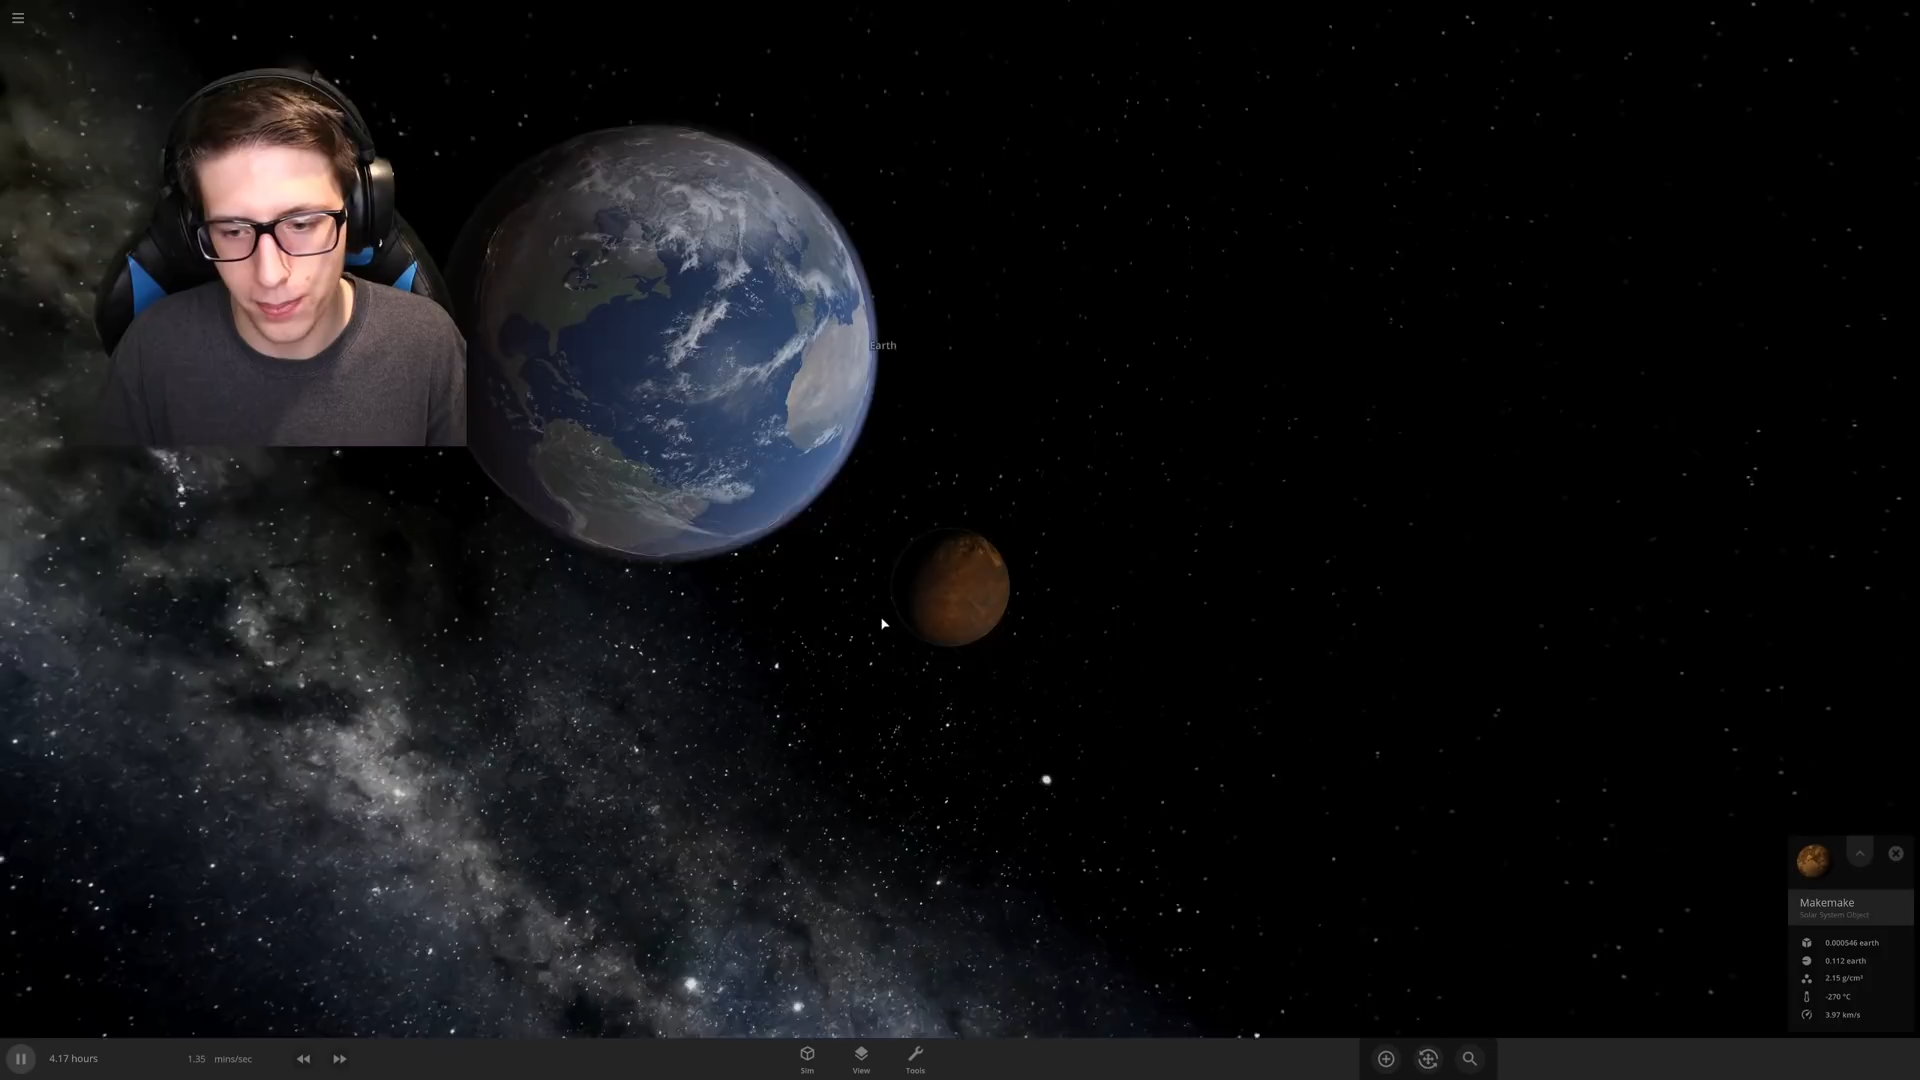 Earth
Makemake
Solar System Object
0.000546 earth
0.112 earth
2.15 g/cm³
-270 °C
3.97 km/s
4.17 hours
1.35 mins/sec
Sim
View
Tools